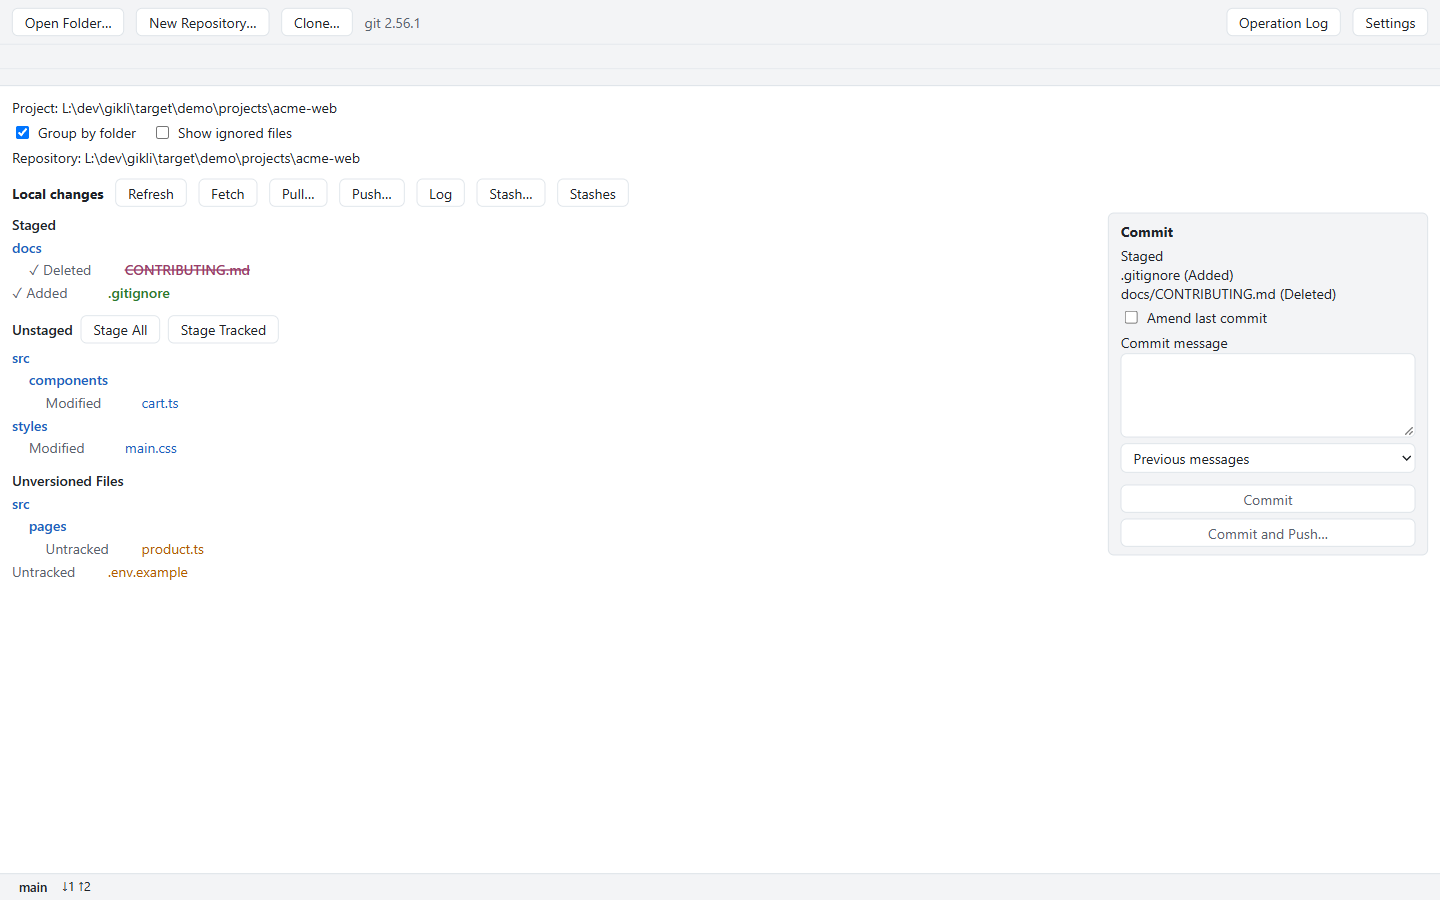 Open Folder... New Repository... Clone... git 2.56.1 Operation Log Settings
Project: L:\dev\gikli\target\demo\projects\acme-web
Group by folder Show ignored files
Repository: L:\dev\gikli\target\demo\projects\acme-web
Local changes Refresh Fetch Pull... Push... Log Stash... Stashes
Staged
docs
✓ Deleted CONTRIBUTING.md
✓ Added .gitignore
Unstaged Stage All Stage Tracked
src
components
Modified cart.ts
styles
Modified main.css
Unversioned Files
src
pages
Untracked product.ts
Untracked .env.example
Commit
Staged
.gitignore (Added)
docs/CONTRIBUTING.md (Deleted)
Amend last commit
Commit message
Previous messages
Commit
Commit and Push...
main ↓1 ↑2